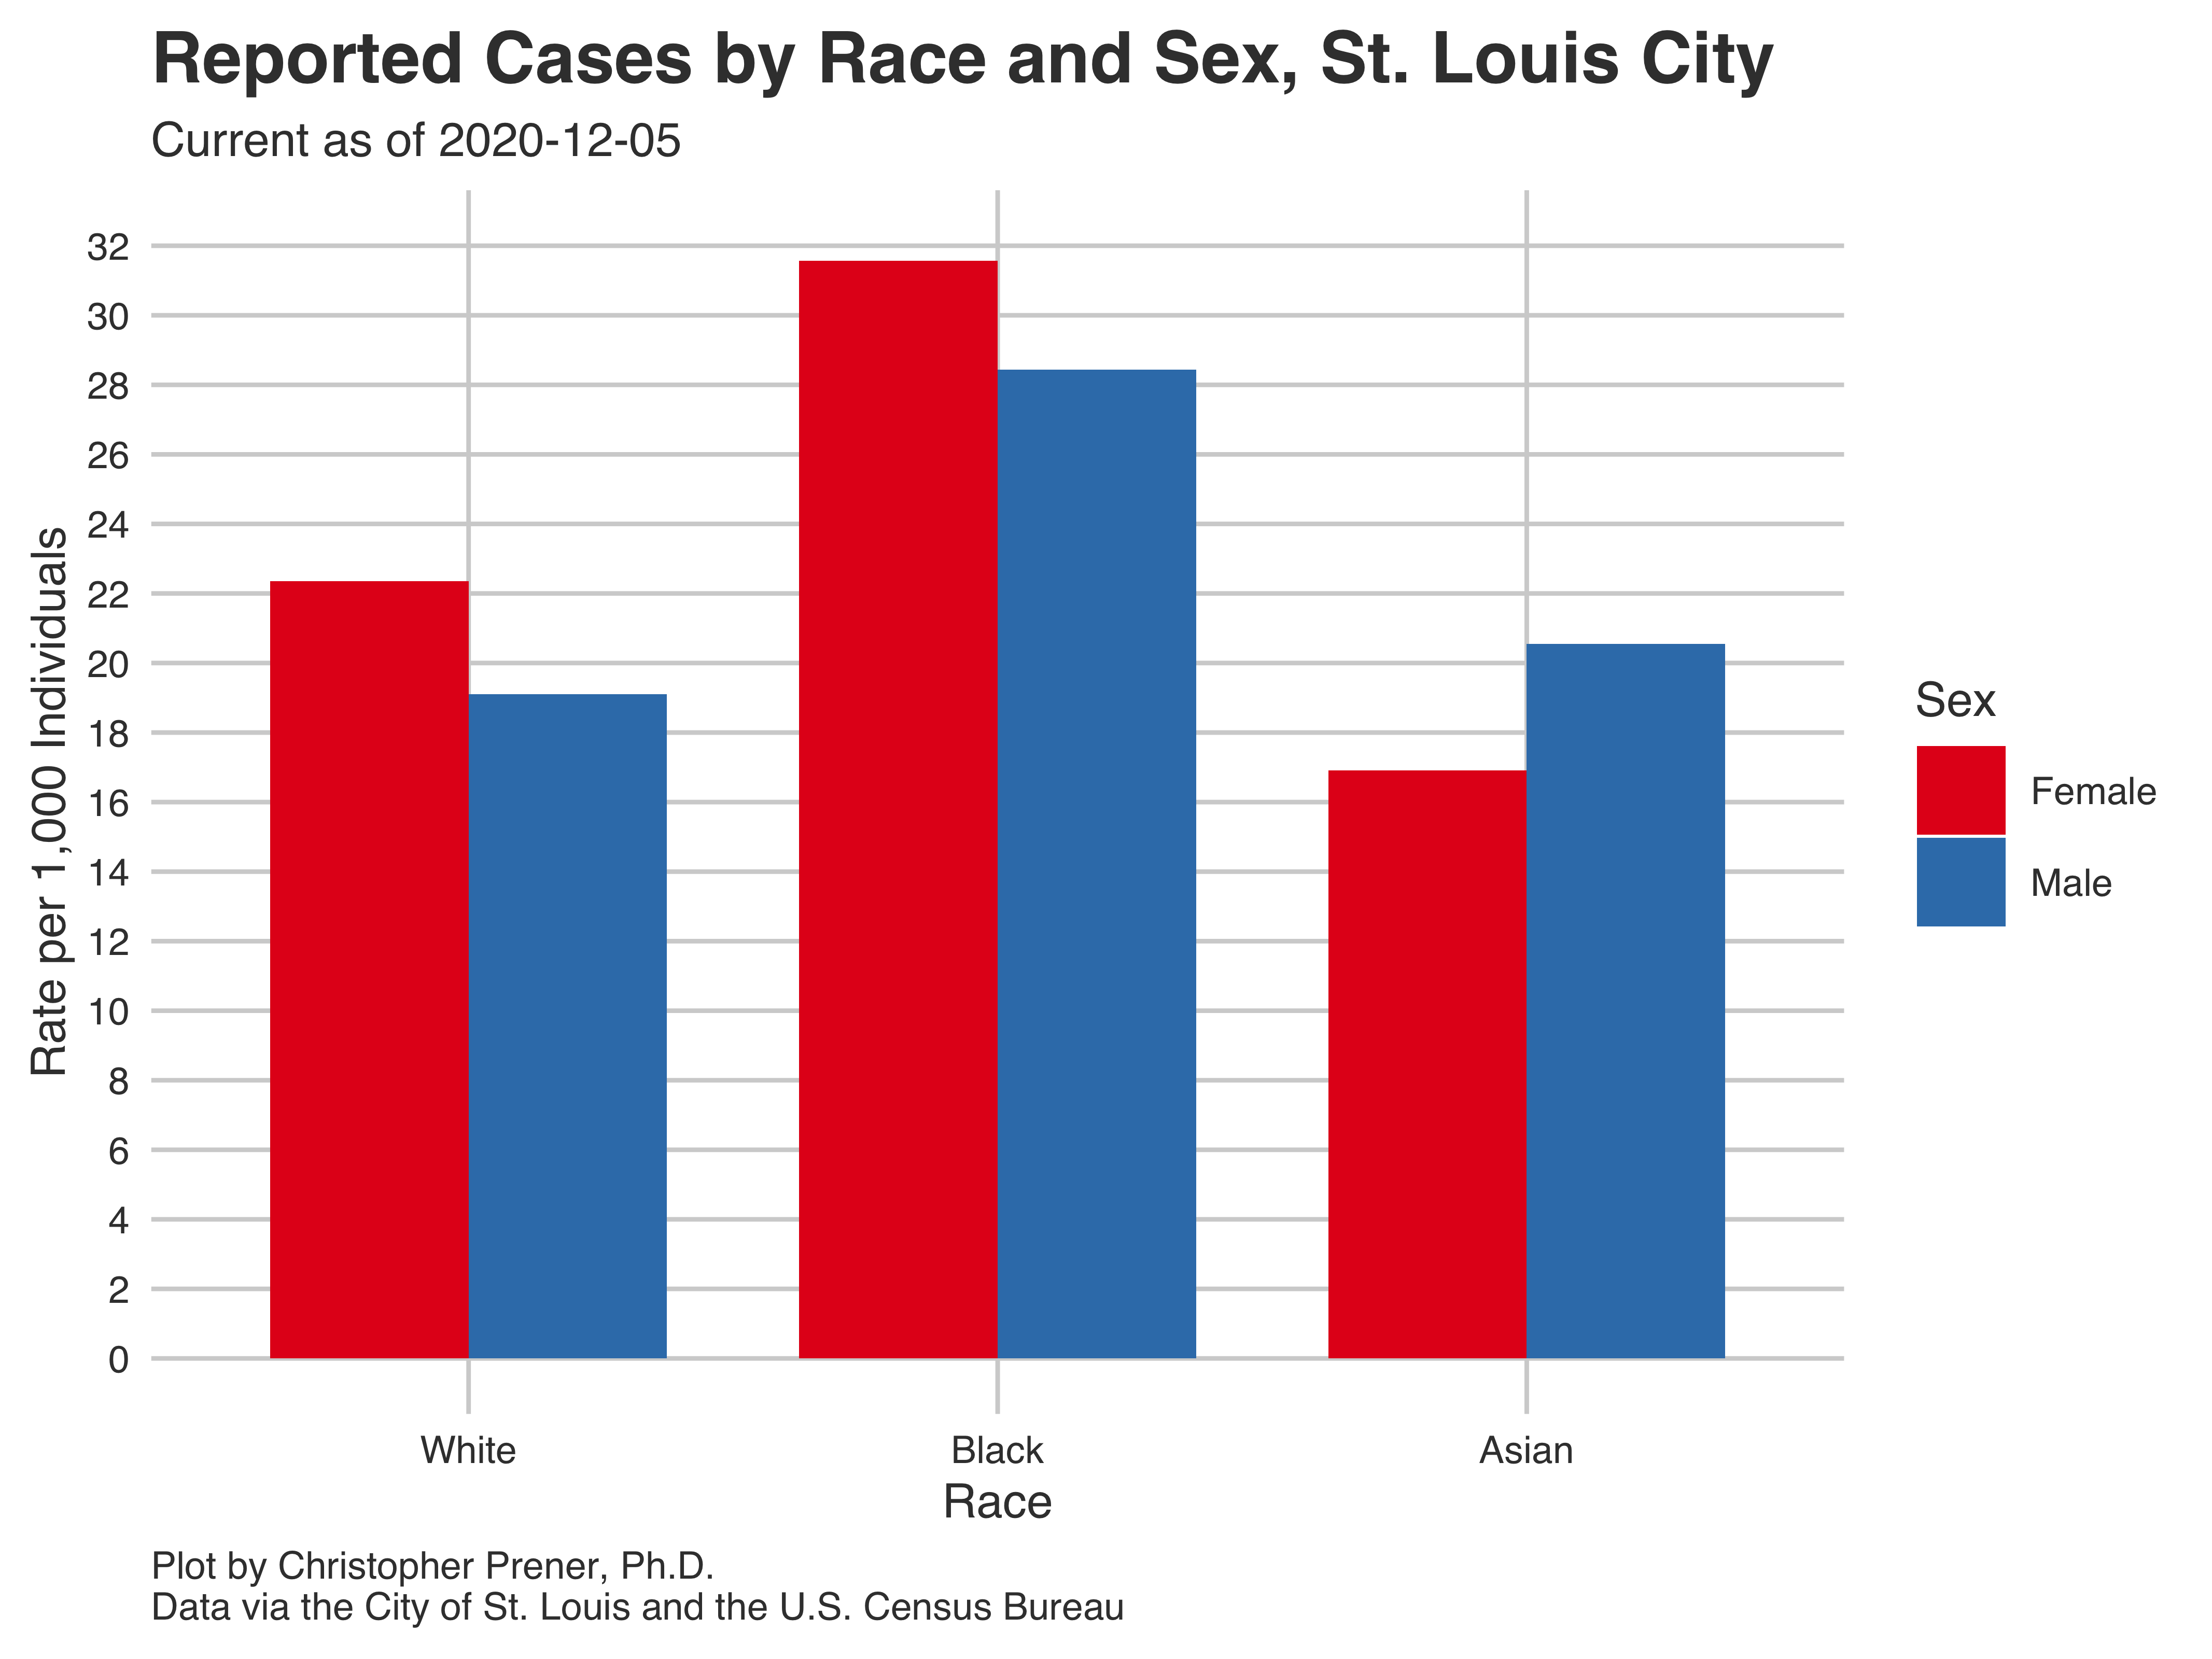 Reported Cases by Race and Sex, St. Louis City
Current as of 2020-12-05
Rate per 1,000 Individuals
32
30
28
26
24
22
20
18
16
14
12
10
8
6
4
2
0
White
Black
Asian
Race
Sex
Female
Male
Plot by Christopher Prener, Ph.D.
Data via the City of St. Louis and the U.S. Census Bureau